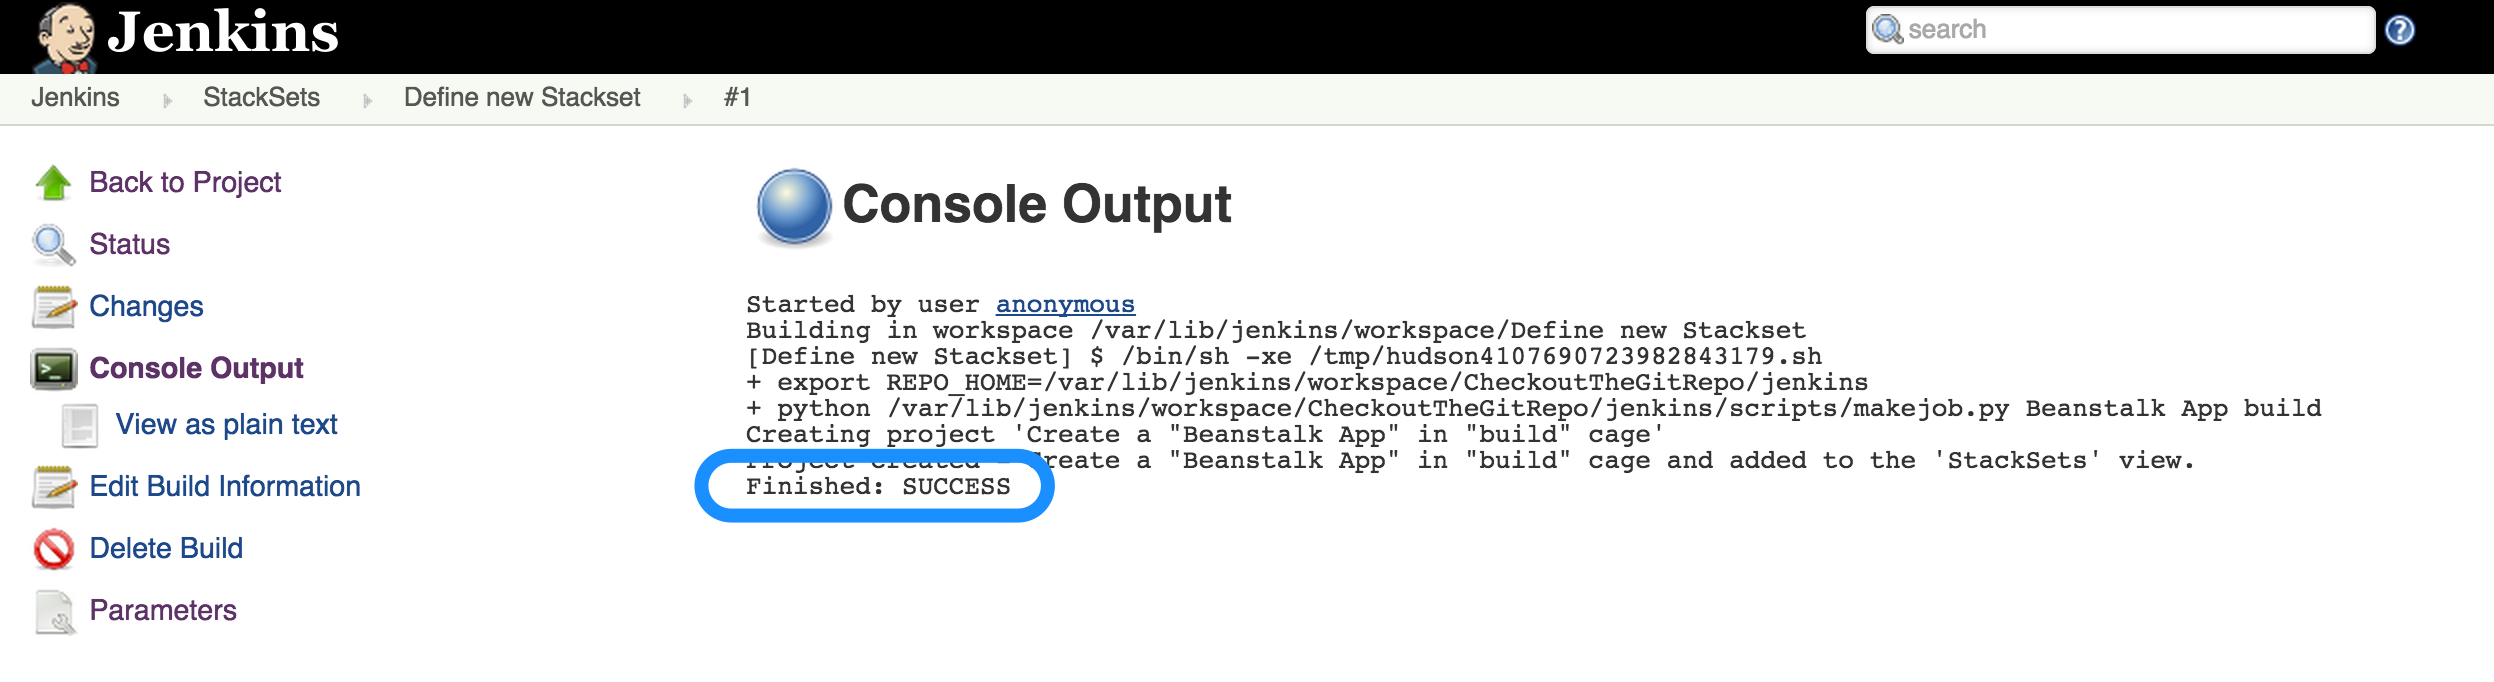 Jenkins
search
Jenkins StackSets Define new Stackset #1
Back to Project
Status
Changes
Console Output
View as plain text
Edit Build Information
Delete Build
Parameters
Console Output
Started by user anonymous
Building in workspace /var/lib/jenkins/workspace/Define new Stackset
[Define new Stackset] $ /bin/sh -xe /tmp/hudson4107690723982843179.sh
+ export REPO_HOME=/var/lib/jenkins/workspace/CheckoutTheGitRepo/jenkins
+ python /var/lib/jenkins/workspace/CheckoutTheGitRepo/jenkins/scripts/makejob.py Beanstalk App build
Creating project 'Create a "Beanstalk App" in "build" cage'
Project created - Create a "Beanstalk App" in "build" cage and added to the 'StackSets' view.
Finished: SUCCESS